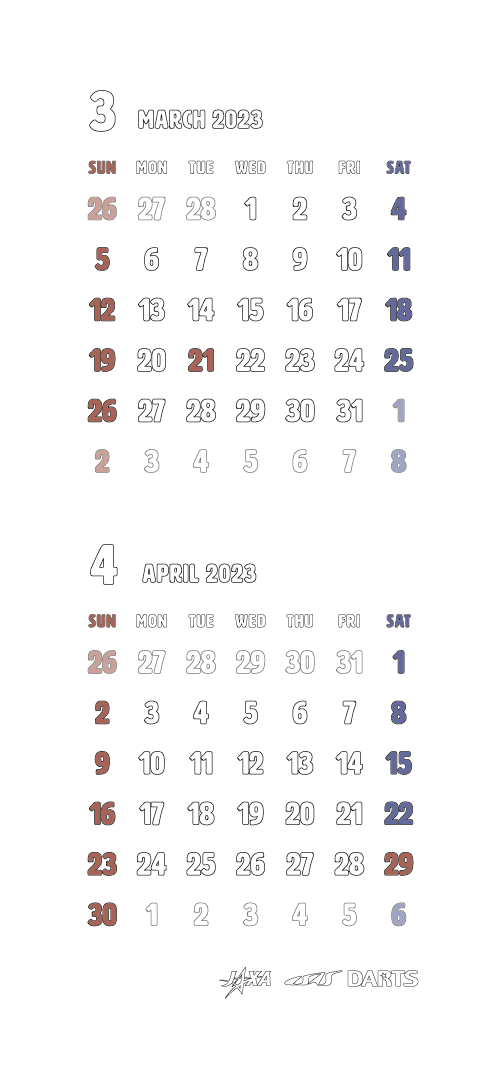 3 MARCH 2023
SUN MON TUE WED THU FRI SAT
26 27 28 1 2 3 4
5 6 7 8 9 10 11
12 13 14 15 16 17 18
19 20 21 22 23 24 25
26 27 28 29 30 31 1
2 3 4 5 6 7 8
4 APRIL 2023
SUN MON TUE WED THU FRI SAT
26 27 28 29 30 31 1
2 3 4 5 6 7 8
9 10 11 12 13 14 15
16 17 18 19 20 21 22
23 24 25 26 27 28 29
30 1 2 3 4 5 6
JAXA ISAS DARTS